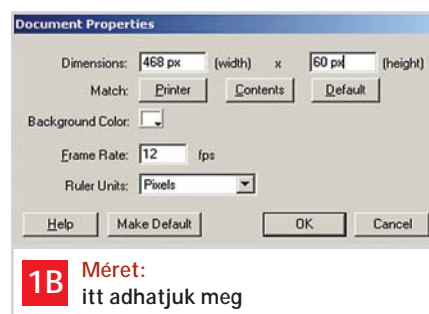 Document Properties
Dimensions: 468 px (width) x 60 px (height)
Match: Printer Contents Default
Background Color:
Frame Rate: 12 fps
Ruler Units: Pixels
Help Make Default OK Cancel
1B Méret:
itt adhatjuk meg